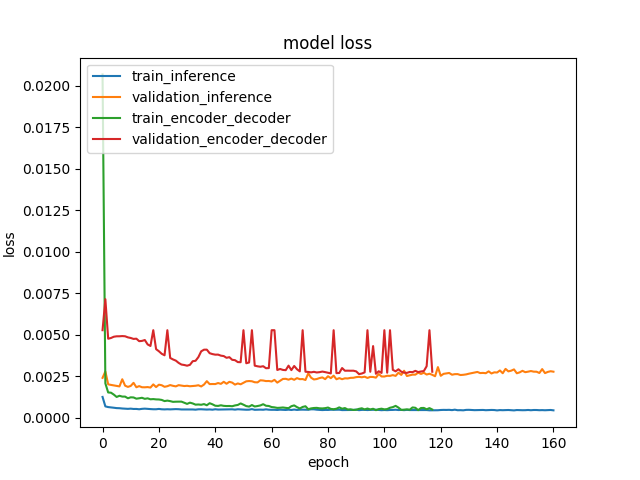 model loss
train_inference
validation_inference
train_encoder_decoder
validation_encoder_decoder
0.0200
0.0175
0.0150
0.0125
0.0100
0.0075
0.0050
0.0025
0.0000
loss
0 20 40 60 80 100 120 140 160
epoch